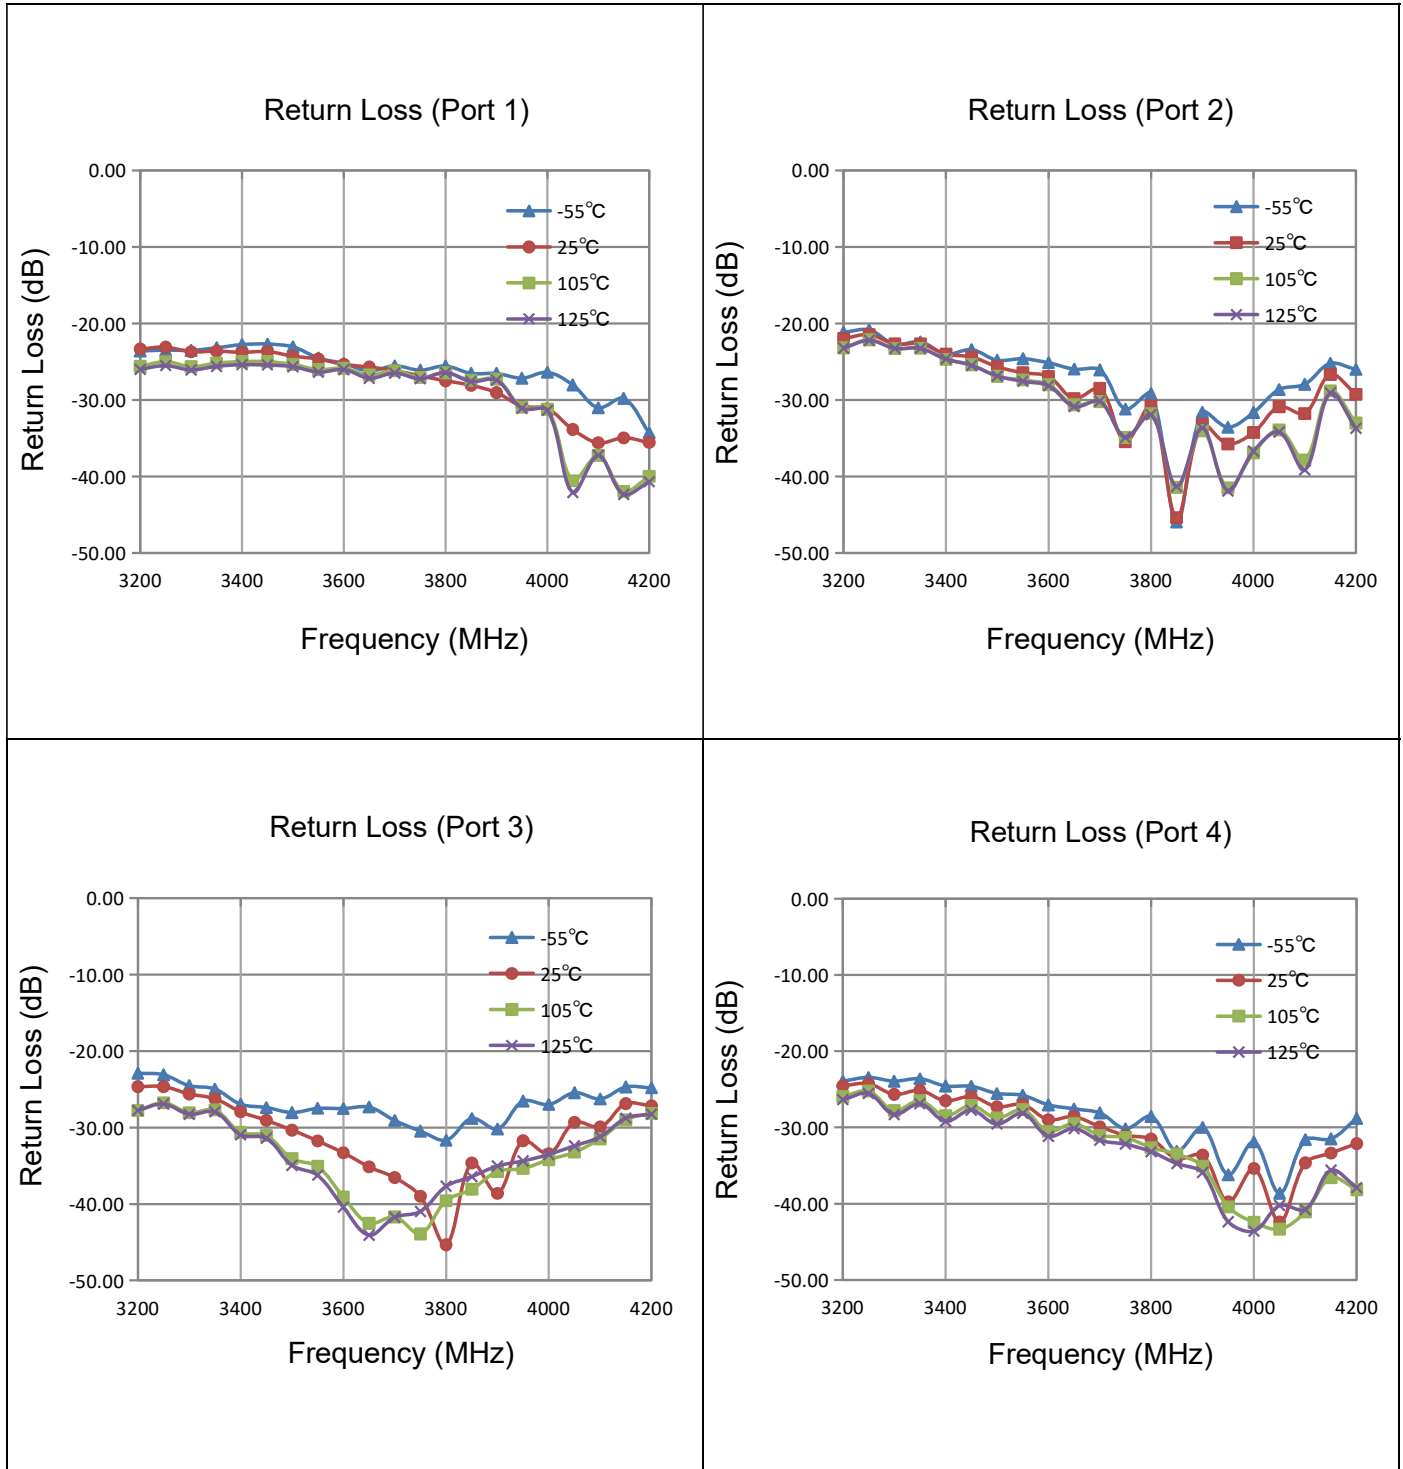 Return Loss (Port 1)
0.00
-10.00
-20.00
-30.00
-40.00
-50.00
Return Loss (dB)
-55℃
25℃
105℃
125℃
3200 3400 3600 3800 4000 4200
Frequency (MHz)
Return Loss (Port 2)
0.00
-10.00
-20.00
-30.00
-40.00
-50.00
Return Loss (dB)
-55℃
25℃
105℃
125℃
3200 3400 3600 3800 4000 4200
Frequency (MHz)
Return Loss (Port 3)
0.00
-10.00
-20.00
-30.00
-40.00
-50.00
Return Loss (dB)
-55℃
25℃
105℃
125℃
3200 3400 3600 3800 4000 4200
Frequency (MHz)
Return Loss (Port 4)
0.00
-10.00
-20.00
-30.00
-40.00
-50.00
Return Loss (dB)
-55℃
25℃
105℃
125℃
3200 3400 3600 3800 4000 4200
Frequency (MHz)